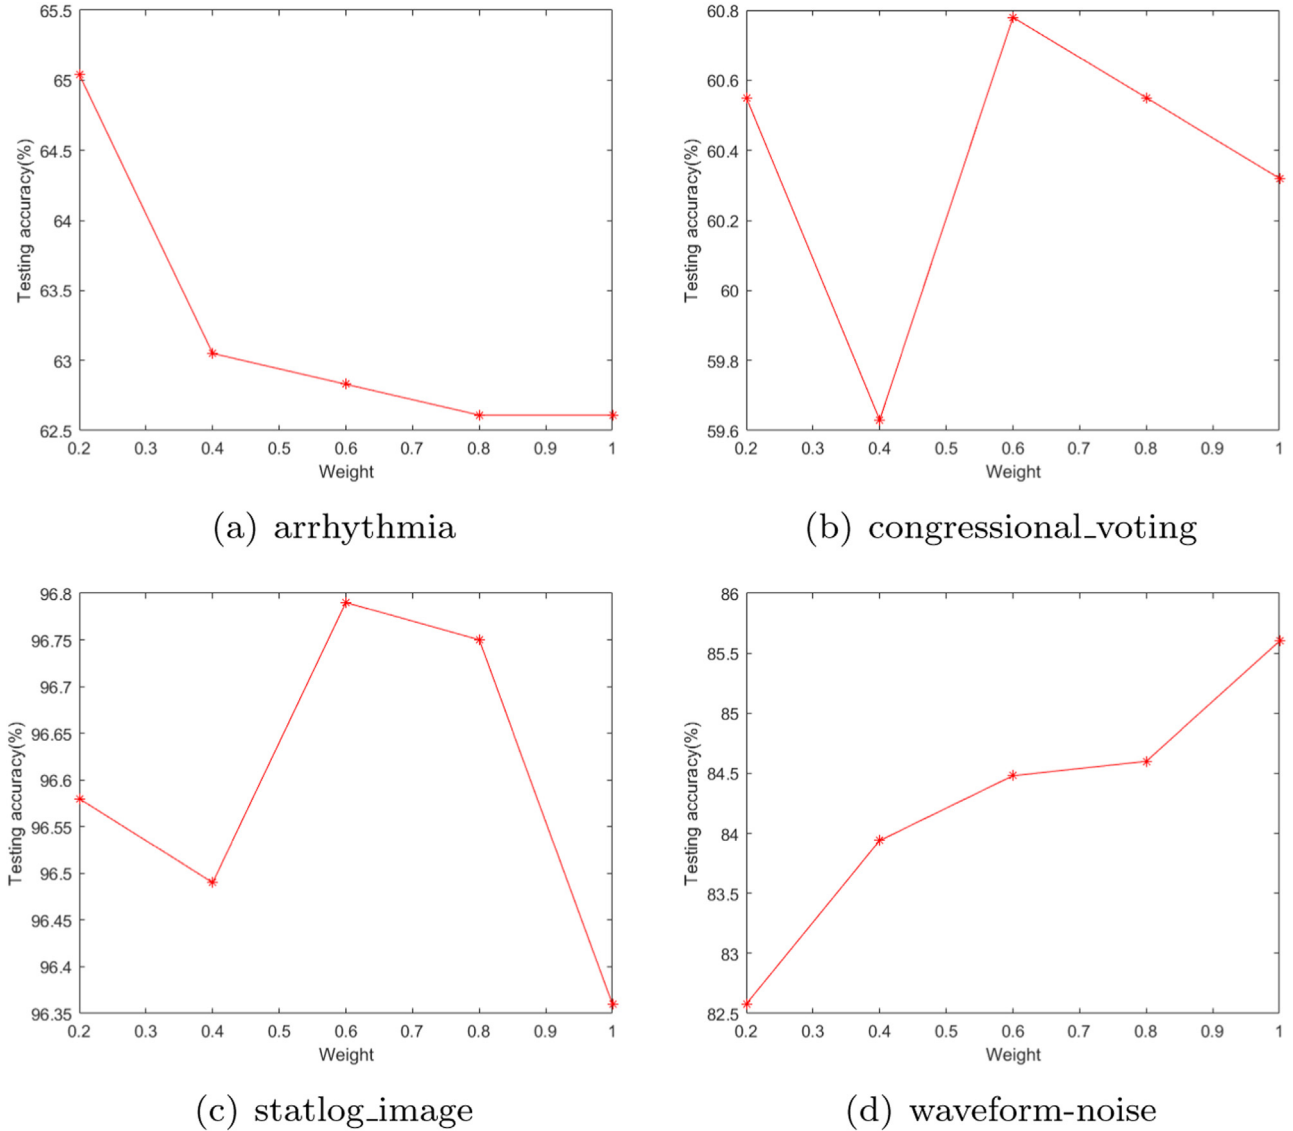 65.5
65
64.5
64
63.5
63
62.5
Testing accuracy(%)
0.2 0.3 0.4 0.5 0.6 0.7 0.8 0.9 1
Weight
(a) arrhythmia
60.8
60.6
60.4
60.2
60
59.8
59.6
Testing accuracy(%)
0.2 0.3 0.4 0.5 0.6 0.7 0.8 0.9 1
Weight
(b) congressional_voting
96.8
96.75
96.7
96.65
96.6
96.55
96.5
96.45
96.4
96.35
Testing accuracy(%)
0.2 0.3 0.4 0.5 0.6 0.7 0.8 0.9 1
Weight
(c) statlog_image
86
85.5
85
84.5
84
83.5
83
82.5
Testing accuracy(%)
0.2 0.3 0.4 0.5 0.6 0.7 0.8 0.9 1
Weight
(d) waveform-noise